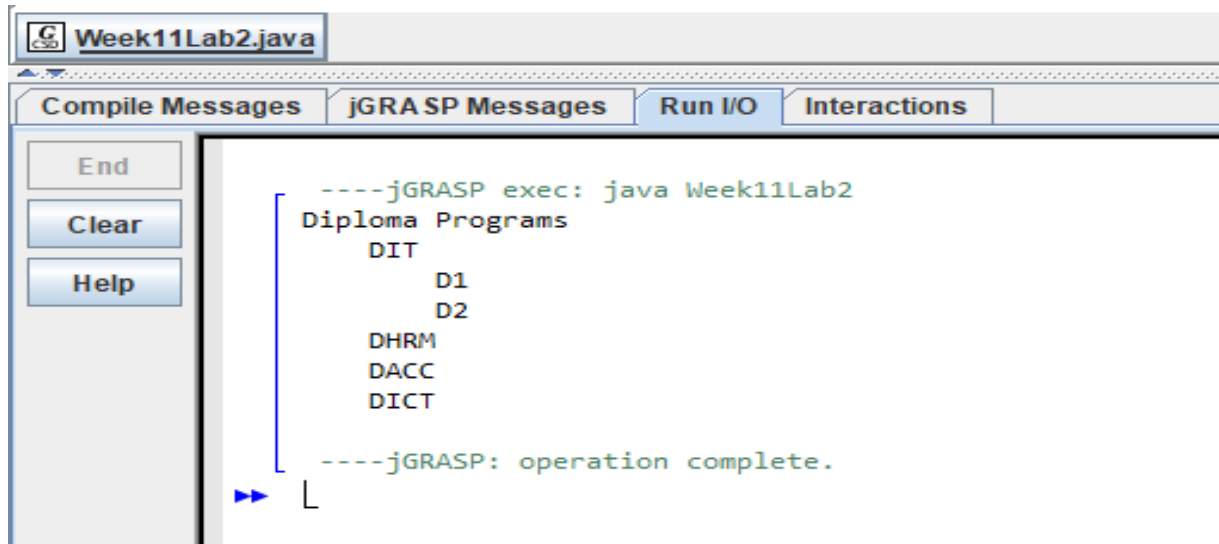 G
CSD
Week11Lab2.java
Compile Messages
jGRASP Messages
Run I/O
Interactions
End
Clear
Help
----jGRASP exec: java Week11Lab2
Diploma Programs
DIT
D1
D2
DHRM
DACC
DICT
----jGRASP: operation complete.